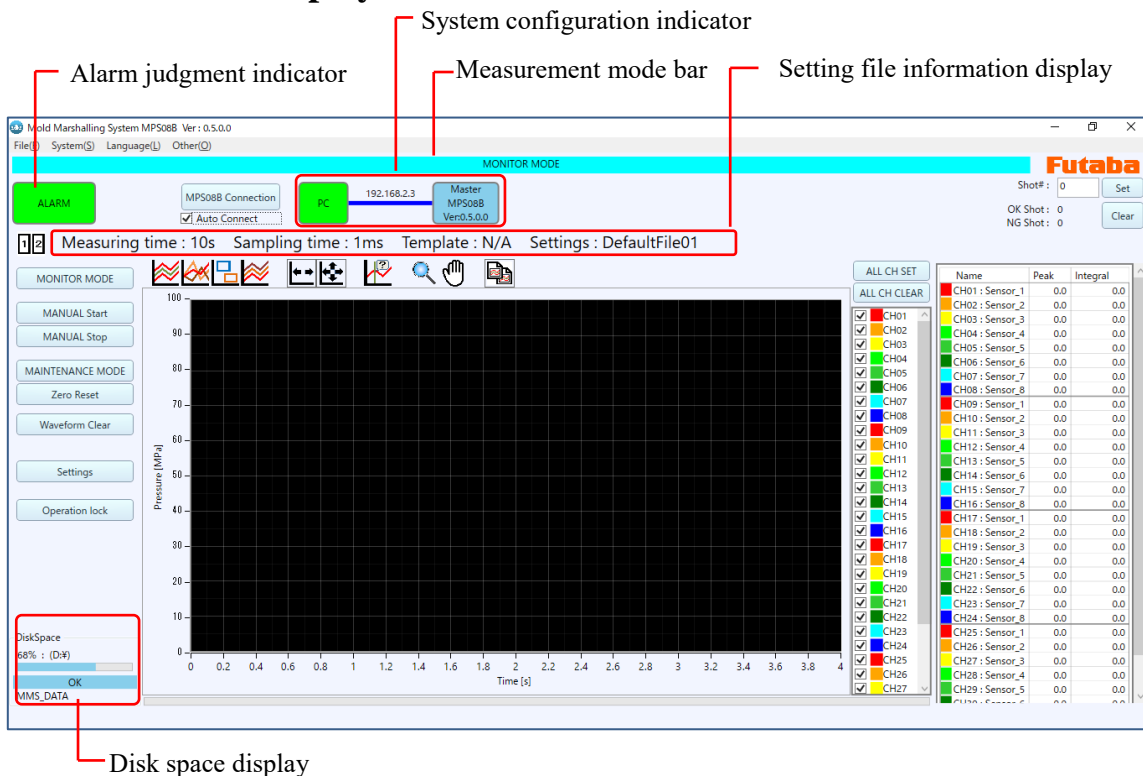 System configuration indicator
Alarm judgment indicator
Measurement mode bar
Setting file information display
Mold Marshalling System MPS08B Ver : 0.5.0.0
File(F) System(S) Language(L) Other(O)
MONITOR MODE
Futaba
ALARM
MPS08B Connection
Auto Connect
PC
192.168.2.3
Master
MPS08B
Ver:0.5.0.0
Shot# : 0 Set
OK Shot : 0
NG Shot : 0
Clear
1 2
Measuring time : 10s Sampling time : 1ms Template : N/A Settings : DefaultFile01
MONITOR MODE
MANUAL Start
MANUAL Stop
MAINTENANCE MODE
Zero Reset
Waveform Clear
Settings
Operation lock
DiskSpace
68% : (D:¥)
OK
MMS_DATA
Pressure [MPa]
100
90
80
70
60
50
40
30
20
10
0
0 0.2 0.4 0.6 0.8 1 1.2 1.4 1.6 1.8 2 2.2 2.4 2.6 2.8 3 3.2 3.4 3.6 3.8 4
Time [s]
ALL CH SET
ALL CH CLEAR
CH01
CH02
CH03
CH04
CH05
CH06
CH07
CH08
CH09
CH10
CH11
CH12
CH13
CH14
CH15
CH16
CH17
CH18
CH19
CH20
CH21
CH22
CH23
CH24
CH25
CH26
CH27
Name Peak Integral
CH01 : Sensor_1 0.0 0.0
CH02 : Sensor_2 0.0 0.0
CH03 : Sensor_3 0.0 0.0
CH04 : Sensor_4 0.0 0.0
CH05 : Sensor_5 0.0 0.0
CH06 : Sensor_6 0.0 0.0
CH07 : Sensor_7 0.0 0.0
CH08 : Sensor_8 0.0 0.0
CH09 : Sensor_1 0.0 0.0
CH10 : Sensor_2 0.0 0.0
CH11 : Sensor_3 0.0 0.0
CH12 : Sensor_4 0.0 0.0
CH13 : Sensor_5 0.0 0.0
CH14 : Sensor_6 0.0 0.0
CH15 : Sensor_7 0.0 0.0
CH16 : Sensor_8 0.0 0.0
CH17 : Sensor_1 0.0 0.0
CH18 : Sensor_2 0.0 0.0
CH19 : Sensor_3 0.0 0.0
CH20 : Sensor_4 0.0 0.0
CH21 : Sensor_5 0.0 0.0
CH22 : Sensor_6 0.0 0.0
CH23 : Sensor_7 0.0 0.0
CH24 : Sensor_8 0.0 0.0
CH25 : Sensor_1 0.0 0.0
CH26 : Sensor_2 0.0 0.0
CH27 : Sensor_3 0.0 0.0
CH28 : Sensor_4 0.0 0.0
CH29 : Sensor_5 0.0 0.0
Disk space display